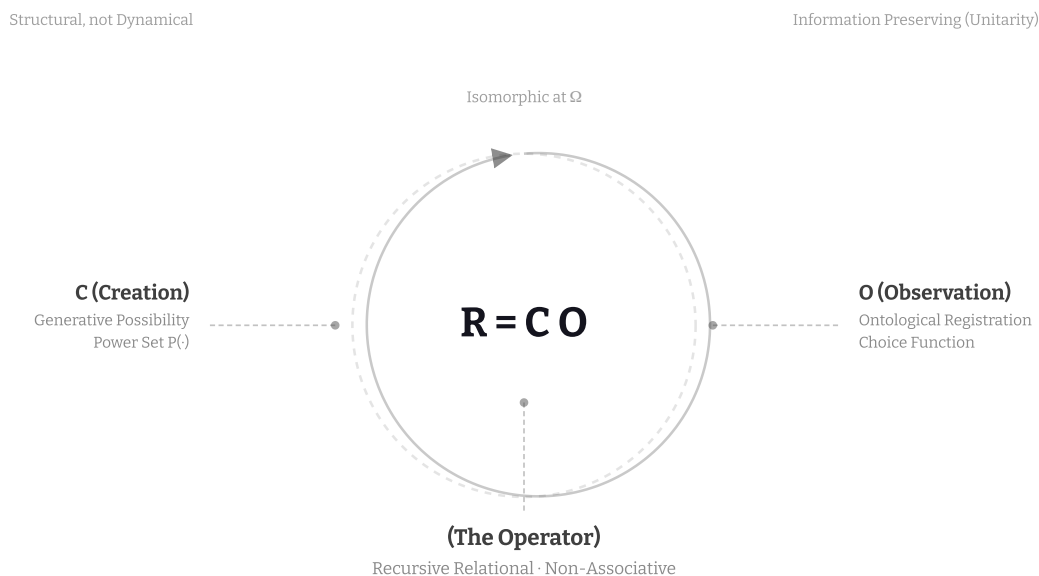 Structural, not Dynamical
Information Preserving (Unitarity)
Isomorphic at Ω
C (Creation)
Generative Possibility
Power Set P(·)
R = C O
O (Observation)
Ontological Registration
Choice Function
(The Operator)
Recursive Relational · Non-Associative